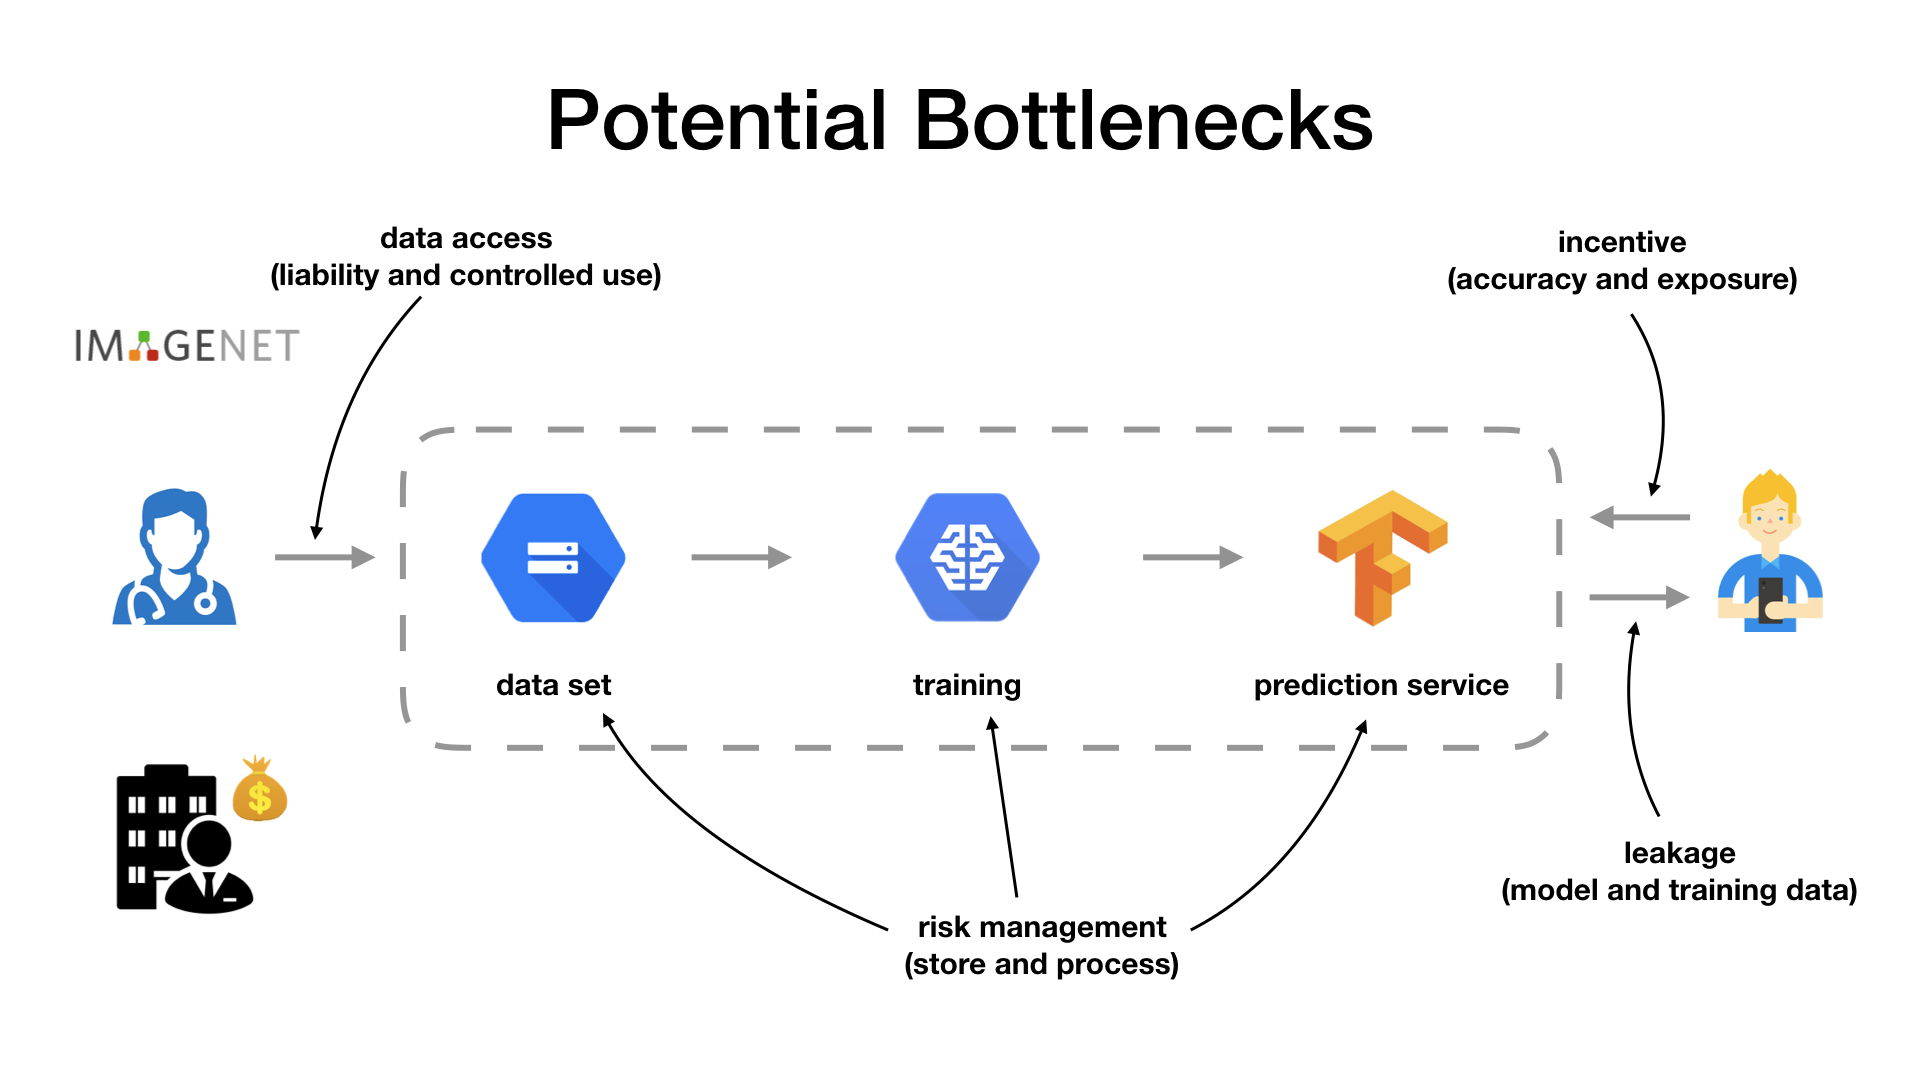 Potential Bottlenecks
data access
(liability and controlled use)
incentive
(accuracy and exposure)
IMAGENET
data set
training
prediction service
$
leakage
(model and training data)
risk management
(store and process)